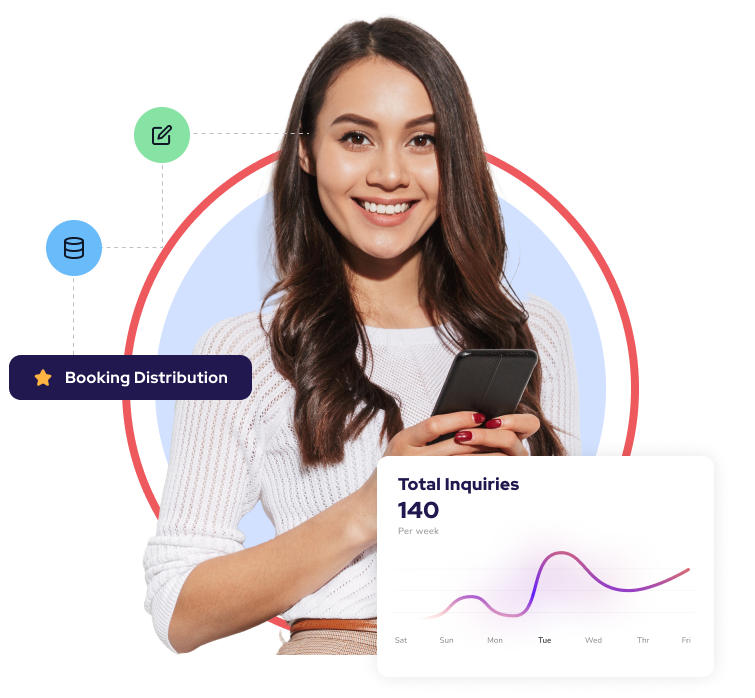 Booking Distribution
Total Inquiries
140
Per week
Sat Sun Mon Tue Wed Thr Fri